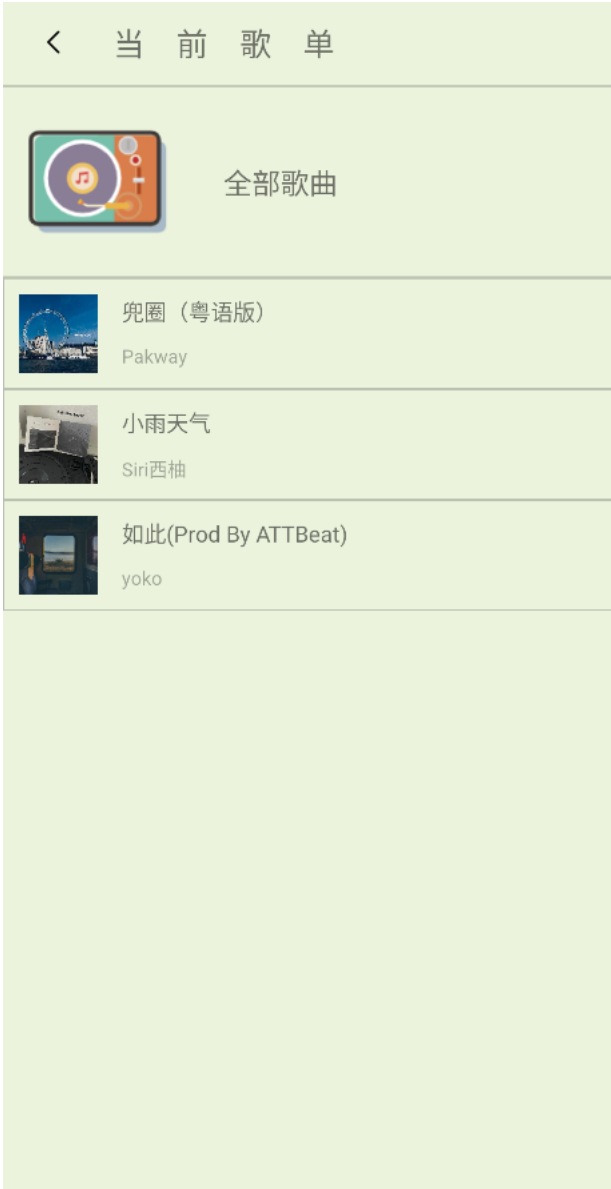 当前歌单
全部歌曲
兜圈（粤语版）
Pakway
小雨天气
Siri西柚
如此(Prod By ATTBeat)
yoko